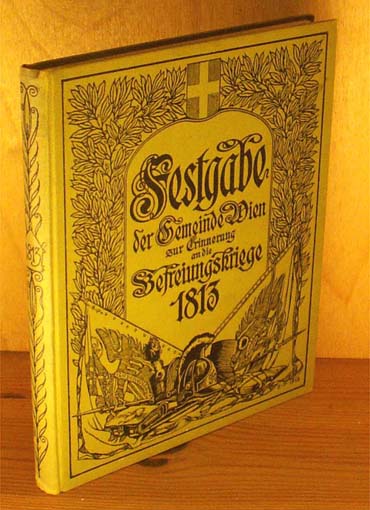 Festgabe
der Gemeinde Wien
zur Erinnerung
an die
Befreiungskriege
1813